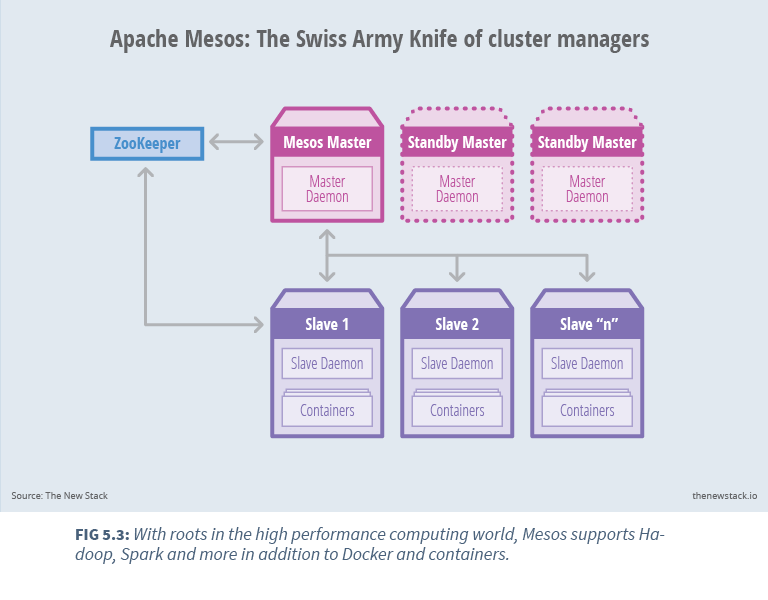 Apache Mesos: The Swiss Army Knife of cluster managers
ZooKeeper
Mesos Master
Standby Master
Standby Master
Master
Daemon
Master
Daemon
Master
Daemon
Slave 1
Slave 2
Slave “n”
Slave Daemon
Slave Daemon
Slave Daemon
Containers
Containers
Containers
Source: The New Stack
thenewstack.io
FIG 5.3: With roots in the high performance computing world, Mesos supports Ha-
doop, Spark and more in addition to Docker and containers.